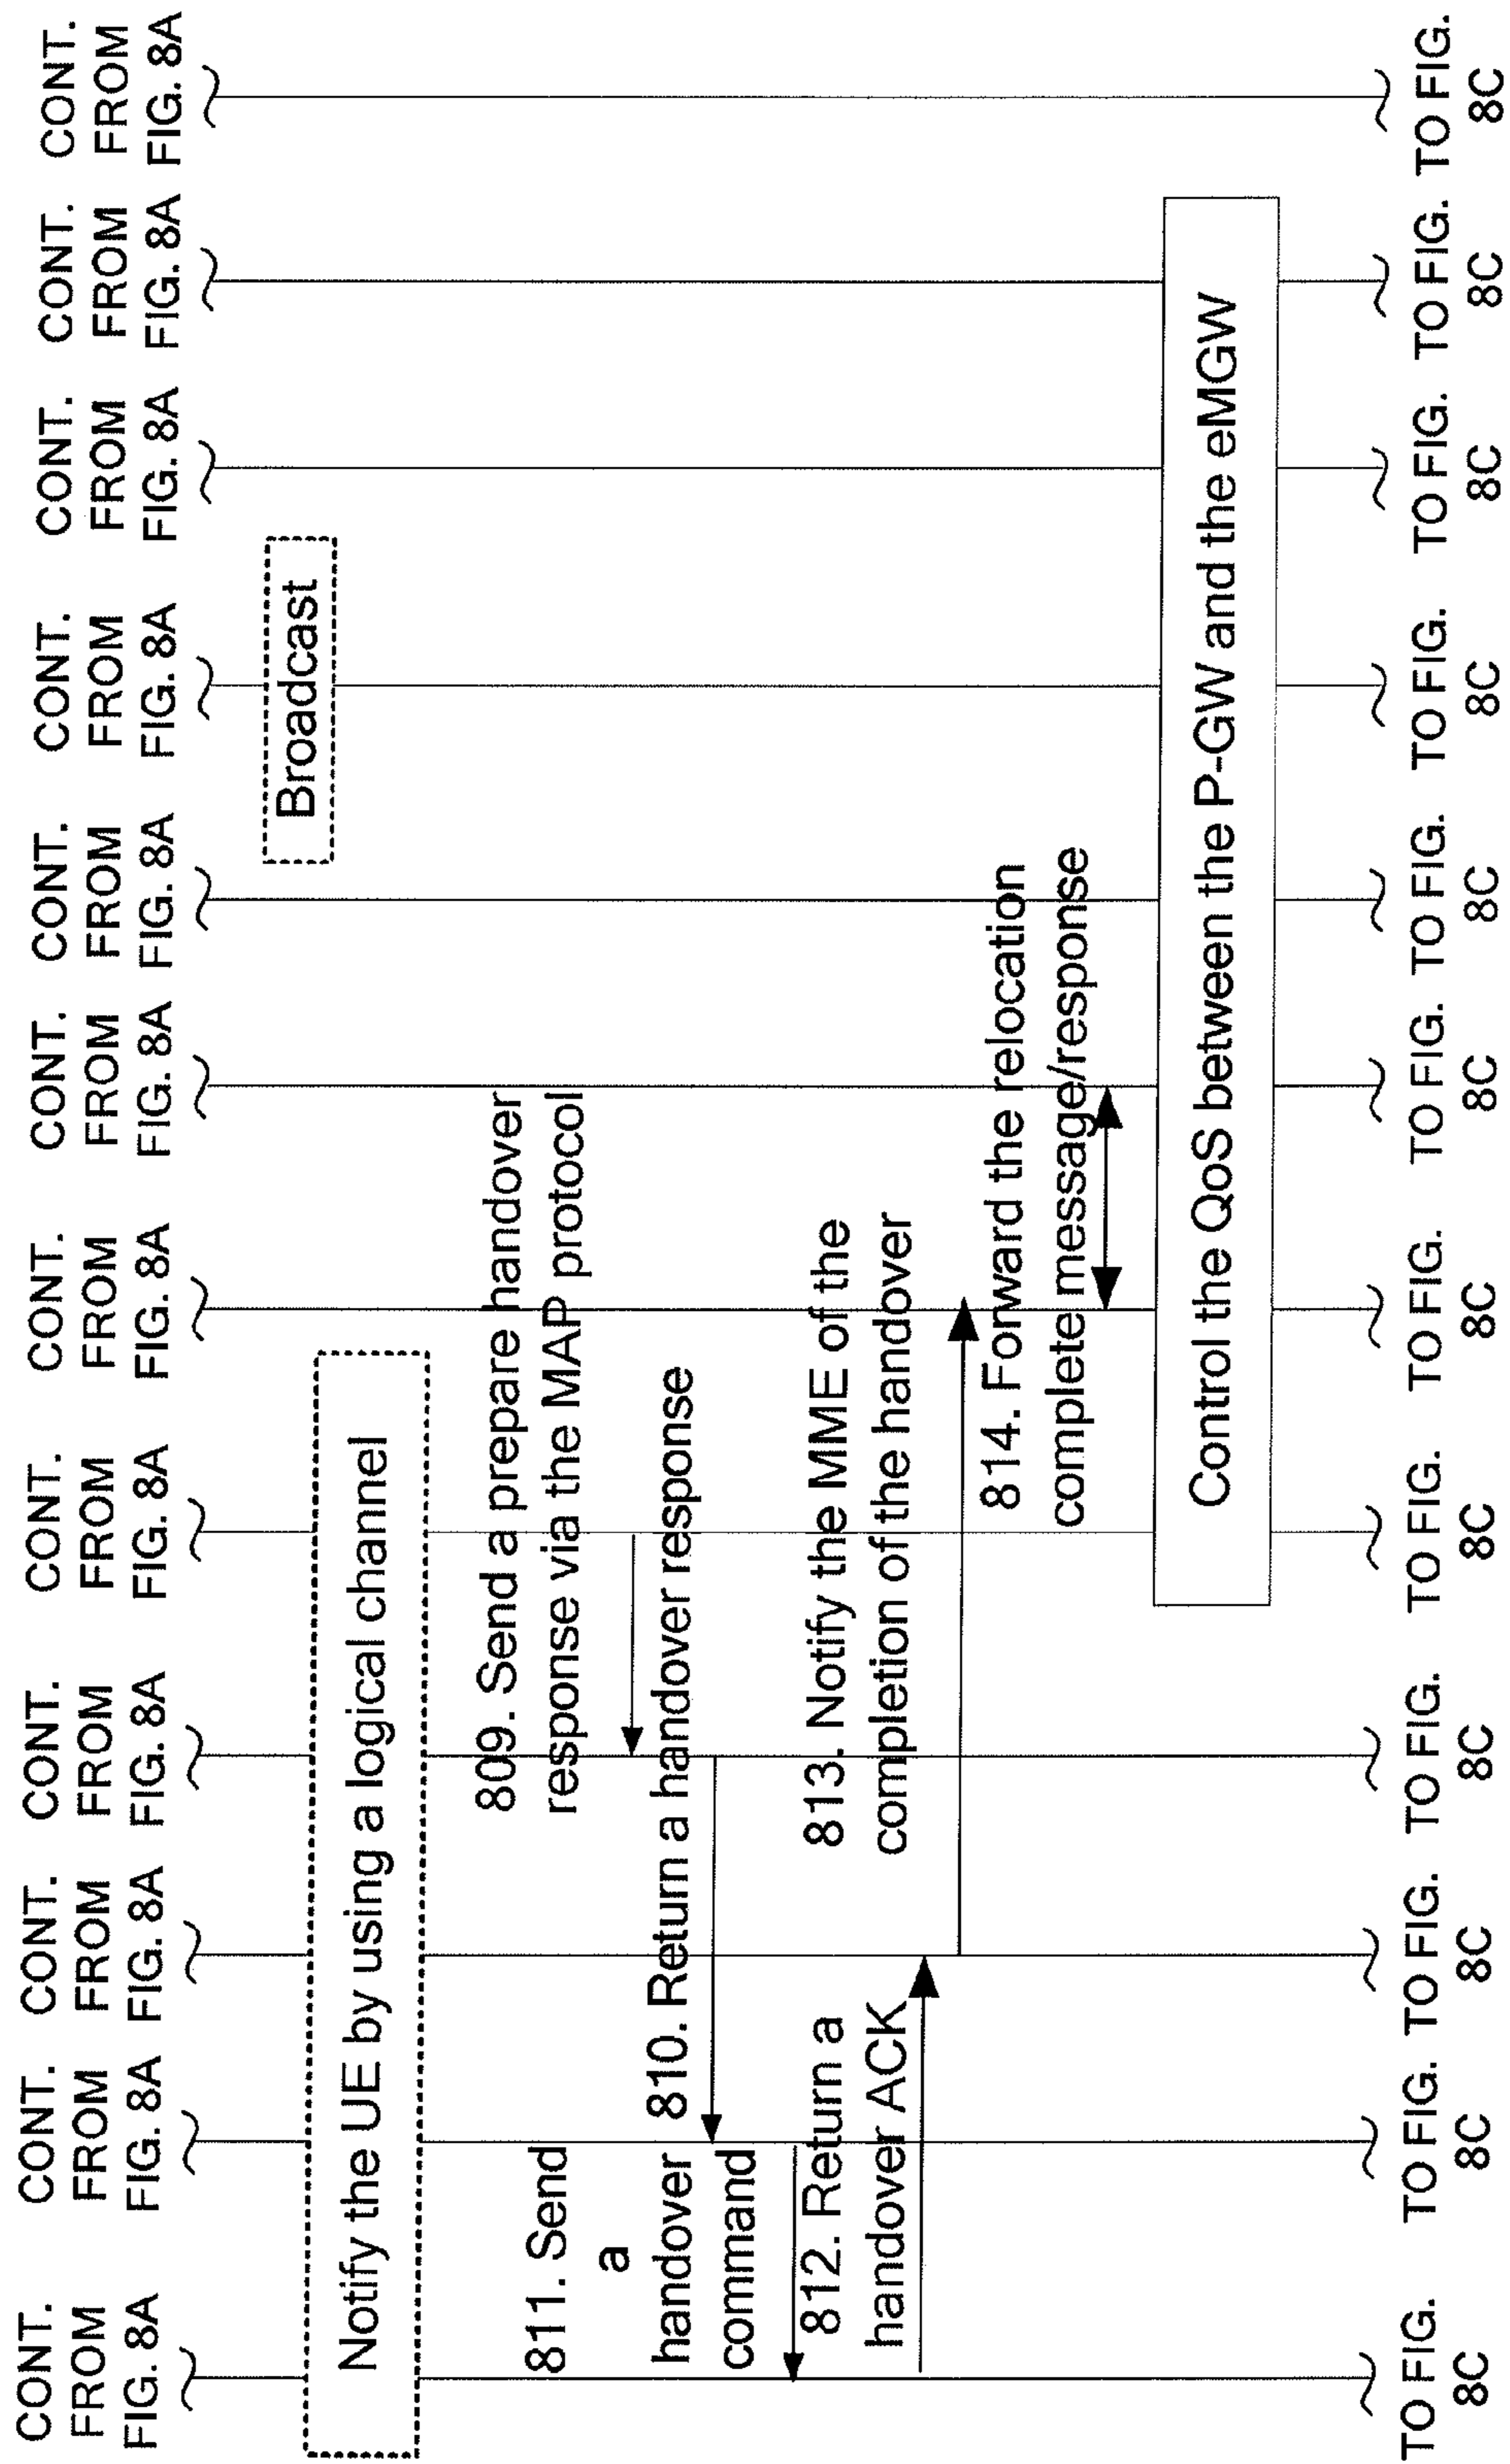 CONT. CONT. CONT. CONT. CONT. CONT. CONT. CONT. CONT. CONT. CONT. CONT.
FROM FROM FROM FROM FROM FROM FROM FROM FROM FROM FROM FROM
FIG. 8A FIG. 8A FIG. 8A FIG. 8A FIG. 8A FIG. 8A FIG. 8A FIG. 8A FIG. 8A FIG. 8A FIG. 8A FIG. 8A
Broadcast
Notify the UE by using a logical channel
809. Send a prepare handover
response via the MAP protocol
810. Return a handover response
811. Send
a
handover
command
812. Return a
handover ACK
813. Notify the MME of the
completion of the handover
814. Forward the relocation
complete message/response
Control the QoS between the P-GW and the eMGW
TO FIG. TO FIG. TO FIG. TO FIG. TO FIG. TO FIG. TO FIG. TO FIG. TO FIG. TO FIG. TO FIG. TO FIG.
8C 8C 8C 8C 8C 8C 8C 8C 8C 8C 8C 8C